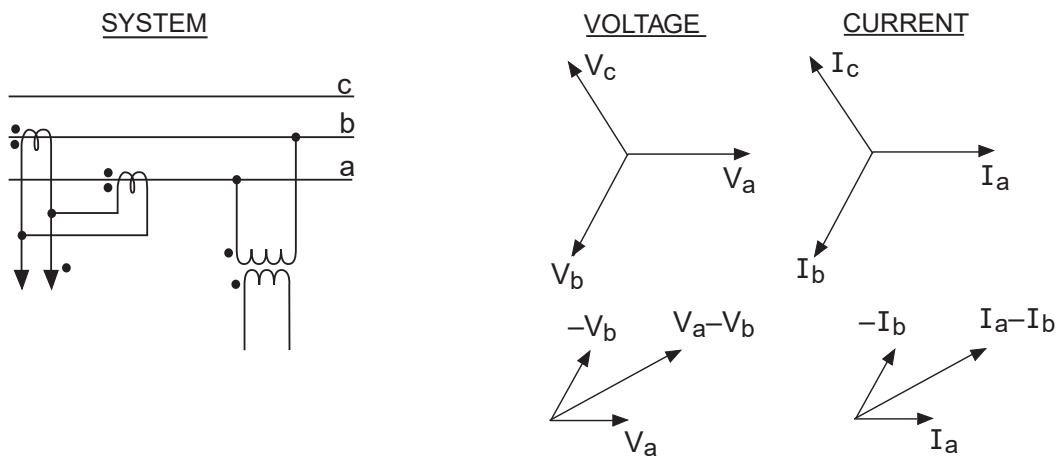 SYSTEM
c
b
a
VOLTAGE
Vc
Va
Vb
–Vb
Va–Vb
Va
CURRENT
Ic
Ia
Ib
–Ib
Ia–Ib
Ia